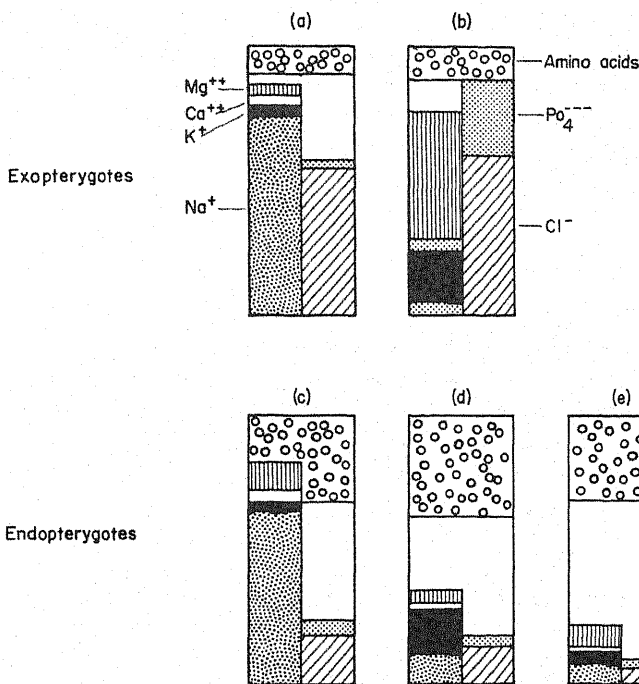 (a)
(b)
Amino acids
Mg++
Ca++
K+
Po4---
Exopterygotes
Na+
Cl-
(c)
(d)
(e)
Endopterygotes